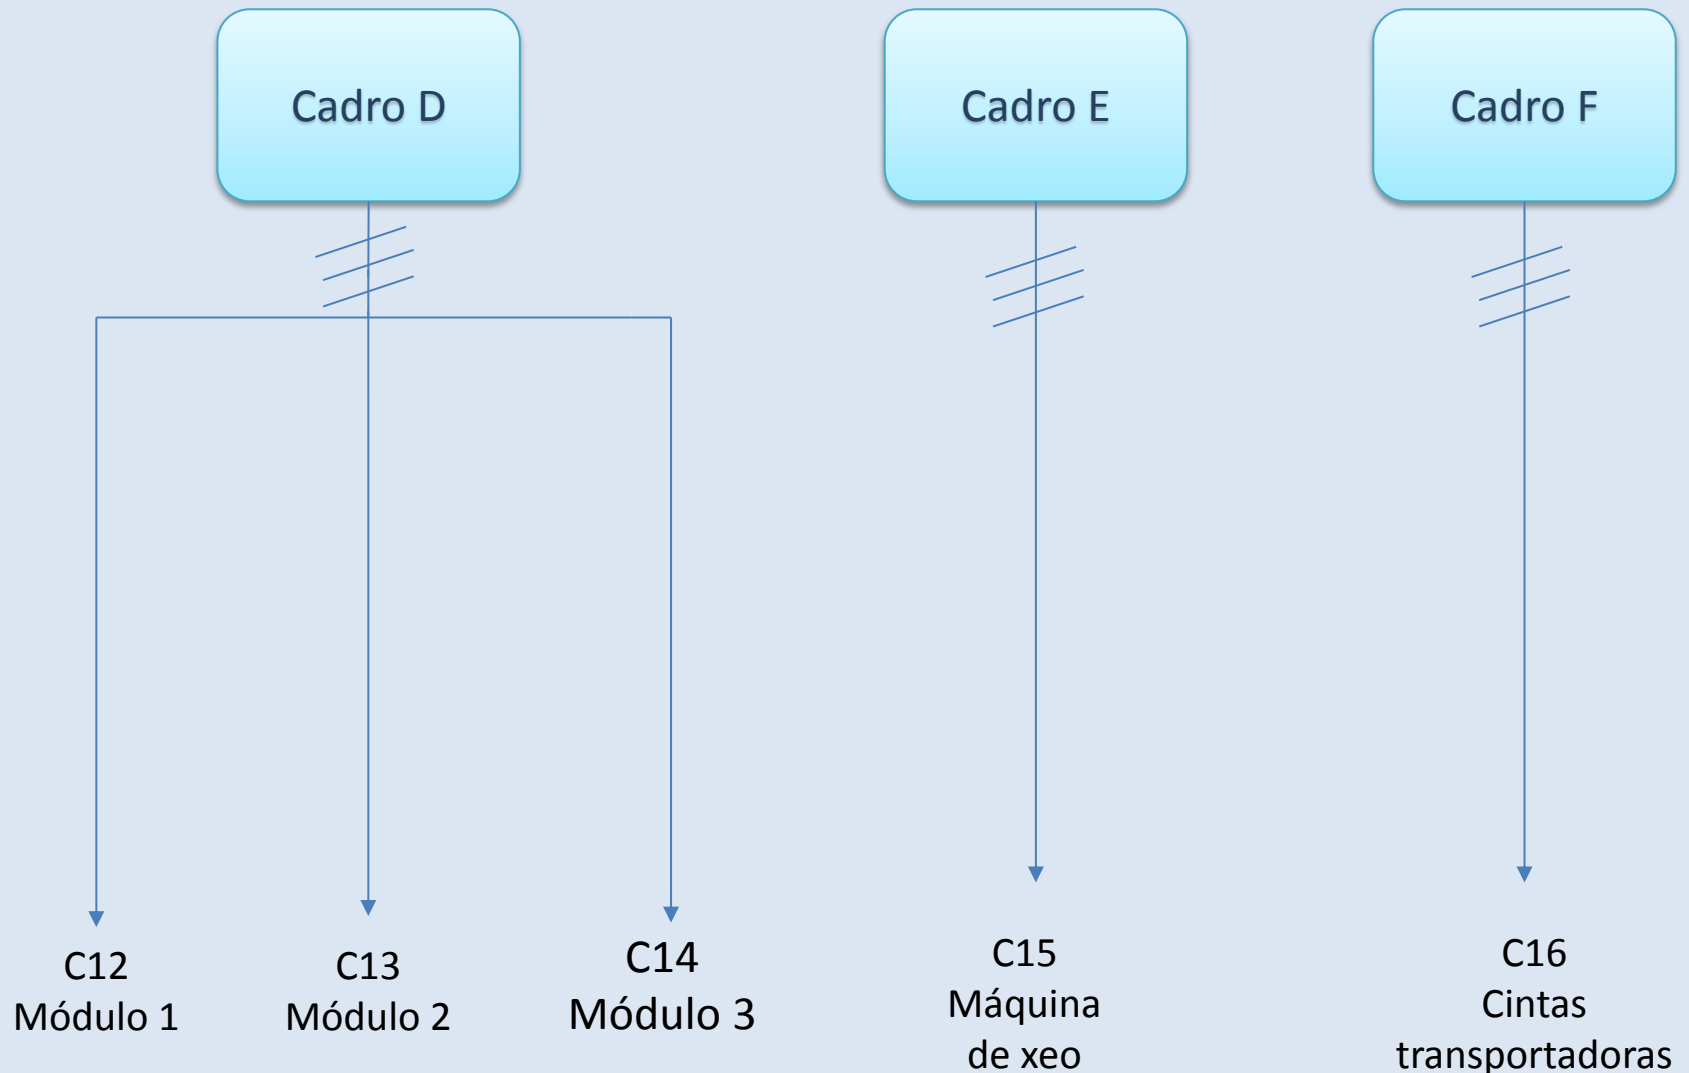 Cadro D
Cadro E
Cadro F
C12
Módulo 1
C13
Módulo 2
C14
Módulo 3
C15
Máquina
de xeo
C16
Cintas
transportadoras